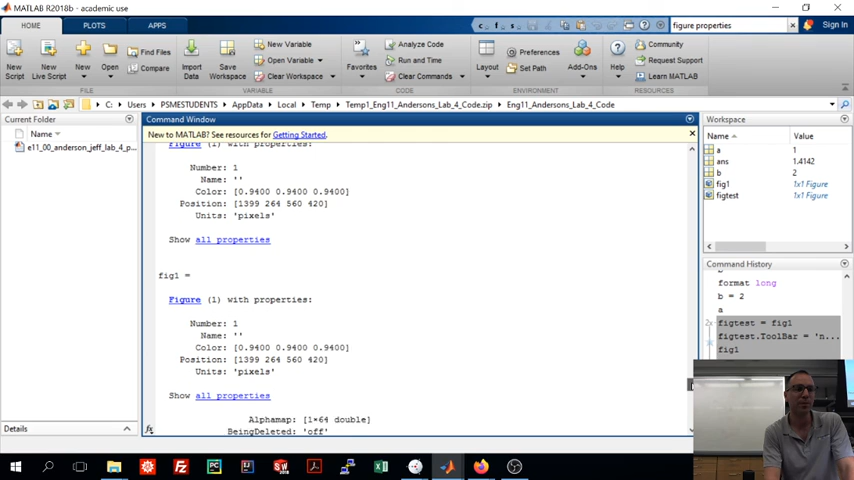 MATLAB R2018b - academic use
HOME
PLOTS
APPS
figure properties
Sign In
New Script
New Live Script
New
Open
Find Files
Compare
Import Data
Save Workspace
New Variable
Open Variable
Clear Workspace
Favorites
Analyze Code
Run and Time
Clear Commands
Layout
Preferences
Set Path
Add-Ons
Help
Community
Request Support
Learn MATLAB
FILE
VARIABLE
CODE
ENVIRONMENT
RESOURCES
C: Users PSMESTUDENTS AppData Local Temp Temp1_Eng11_Andersons_Lab_4_Code.zip Eng11_Andersons_Lab_4_Code
Current Folder
Name
e11_00_anderson_jeff_lab_4_p...
Details
Command Window
New to MATLAB? See resources for Getting Started.
Figure (1) with properties:
Number: 1
Name: ''
Color: [0.9400 0.9400 0.9400]
Position: [1399 264 560 420]
Units: 'pixels'
Show all properties
fig1 =
Figure (1) with properties:
Number: 1
Name: ''
Color: [0.9400 0.9400 0.9400]
Position: [1399 264 560 420]
Units: 'pixels'
Show all properties
Alphamap: [1×64 double]
BeingDeleted: 'off'
fx
Workspace
Name Value
a 1
ans 1.4142
b 2
fig1 1x1 Figure
figtest 1x1 Figure
Command History
format long
b = 2
a
2x figtest = fig1
figtest.ToolBar = 'n...
fig1